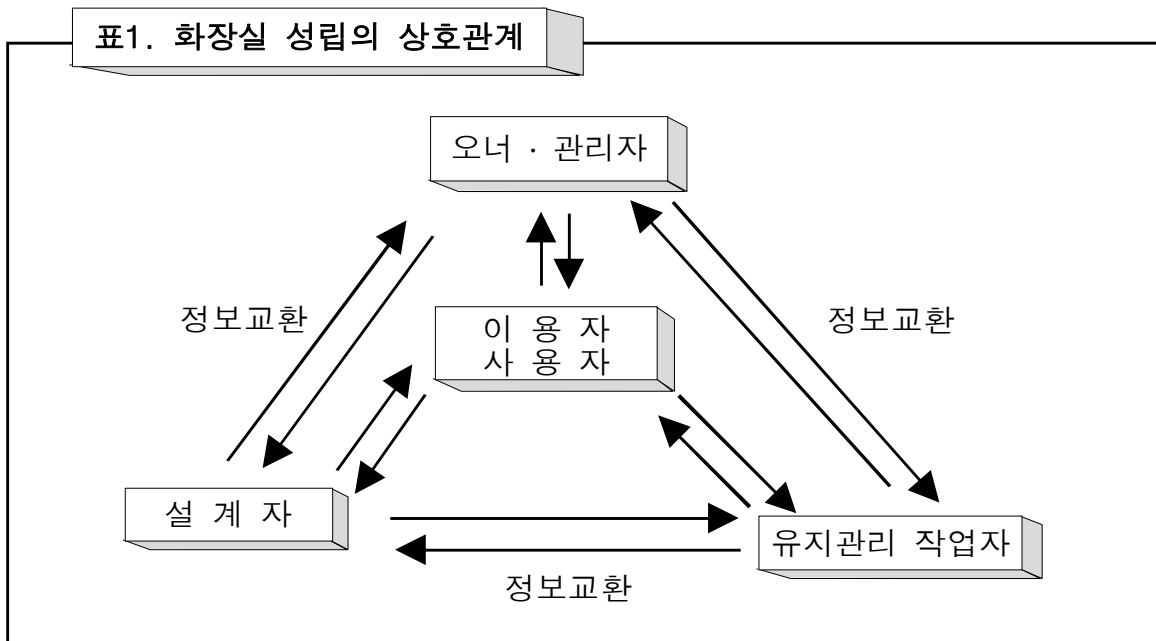 표1. 화장실 성립의 상호관계
오너 · 관리자
정보교환
이 용 자
사 용 자
정보교환
설 계 자
유지관리 작업자
정보교환